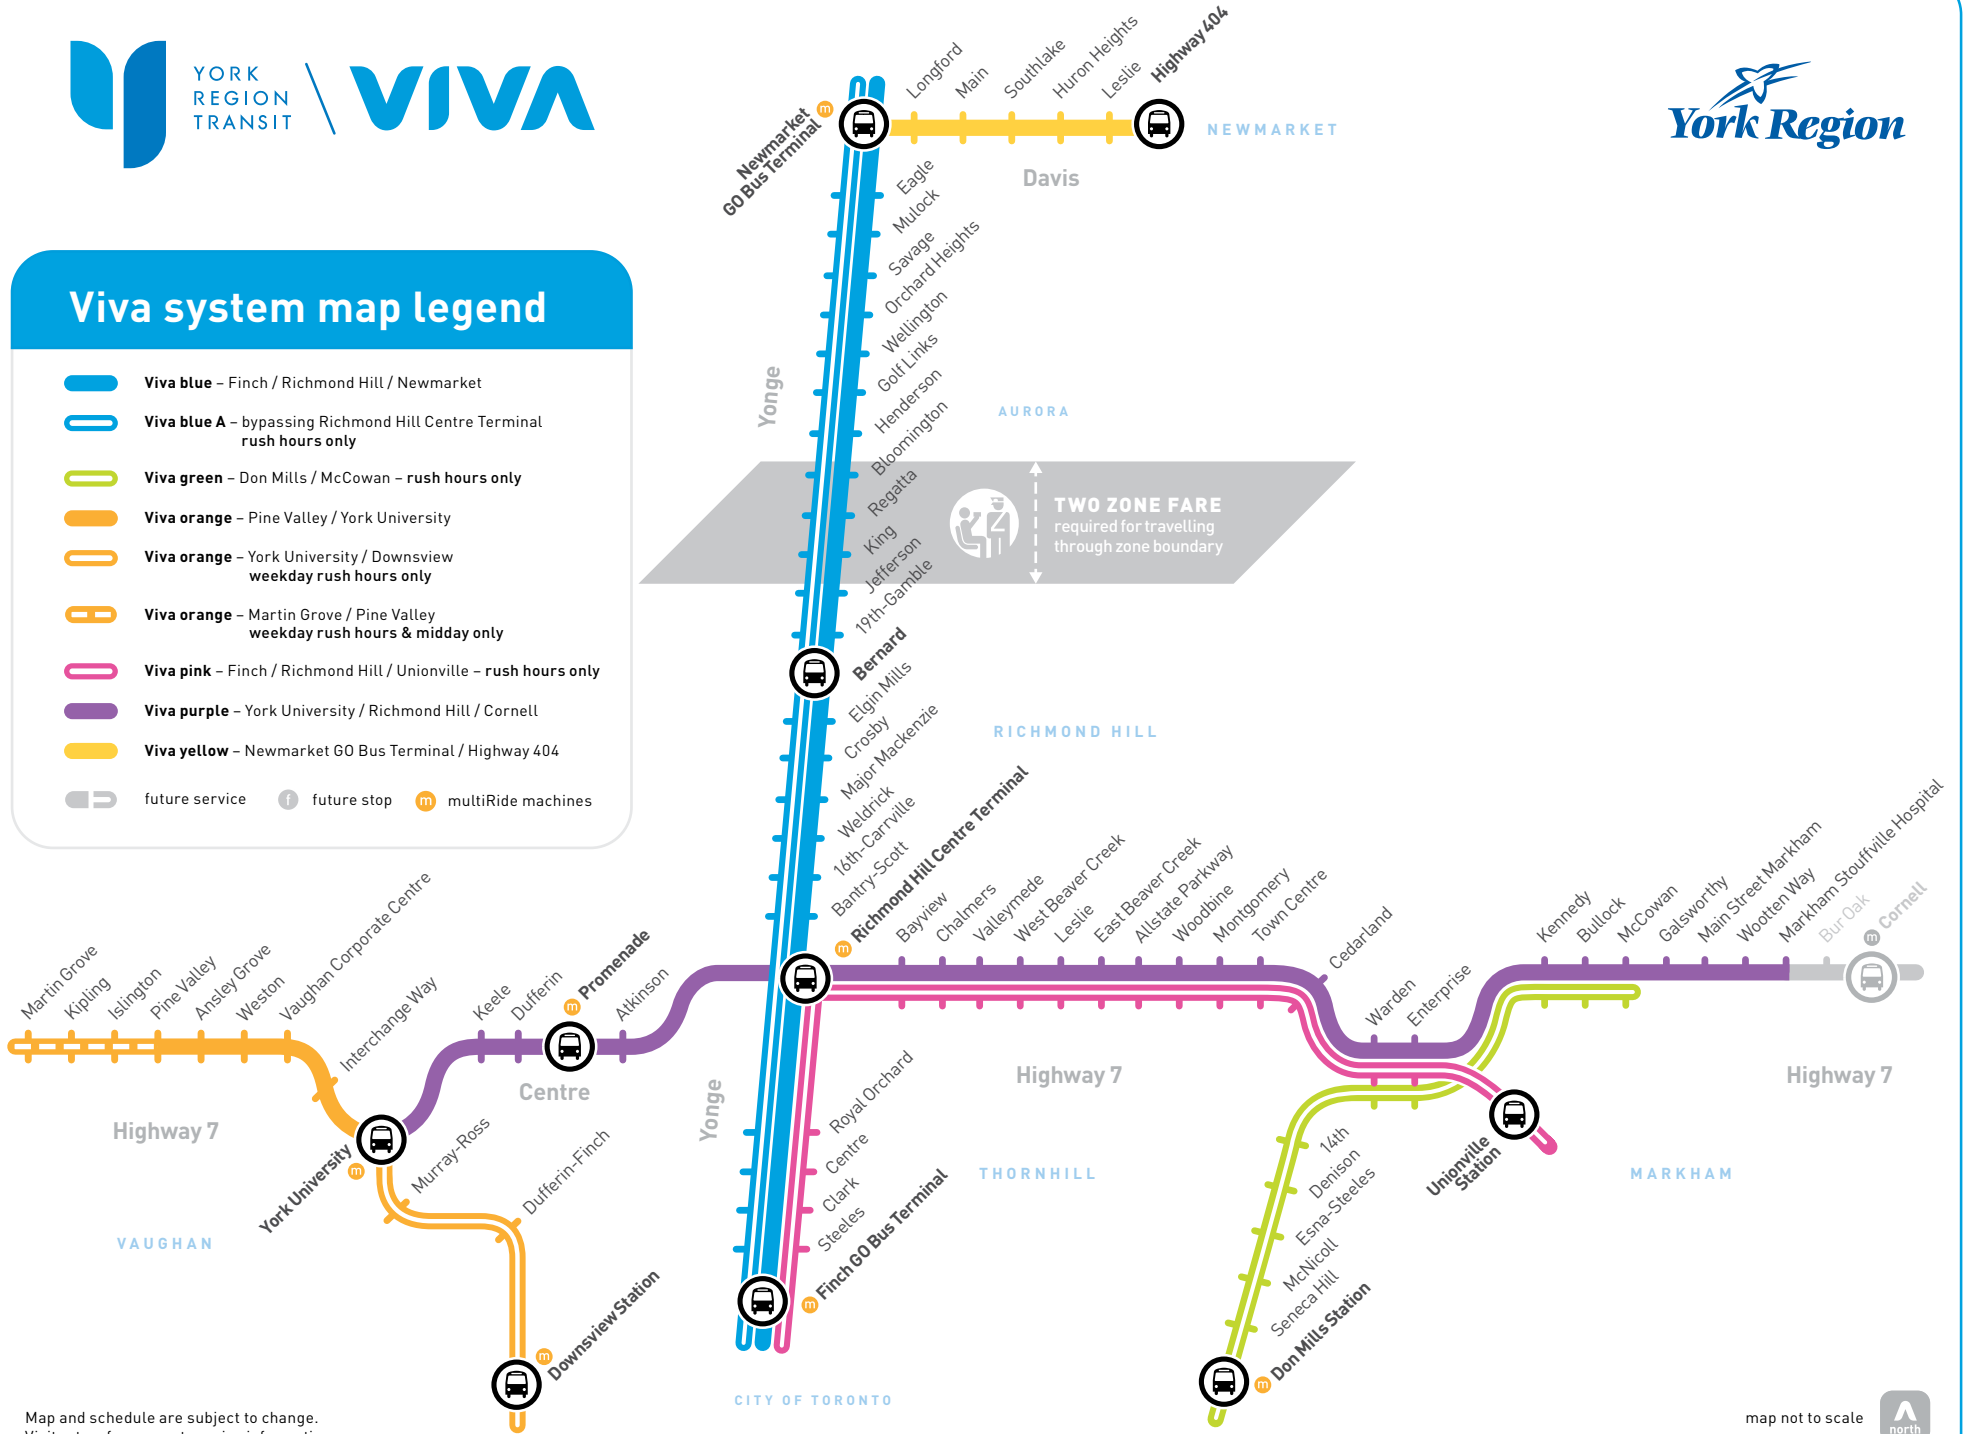 YORK
REGION
TRANSIT
VIVA
York Region
Viva system map legend
Viva blue – Finch / Richmond Hill / Newmarket
Viva blue A – bypassing Richmond Hill Centre Terminal
rush hours only
Viva green – Don Mills / McCowan – rush hours only
Viva orange – Pine Valley / York University
Viva orange – York University / Downsview
weekday rush hours only
Viva orange – Martin Grove / Pine Valley
weekday rush hours & midday only
Viva pink – Finch / Richmond Hill / Unionville – rush hours only
Viva purple – York University / Richmond Hill / Cornell
Viva yellow – Newmarket GO Bus Terminal / Highway 404
future service
f future stop
m multiRide machines
Newmarket
GO Bus Terminal
m
Longford
Main
Southlake
Huron Heights
Leslie
Highway 404
NEWMARKET
Davis
Eagle
Mulock
Savage
Orchard Heights
Wellington
Golf Links
Henderson
Bloomington
Yonge
AURORA
TWO ZONE FARE
required for travelling
through zone boundary
Regatta
King
Jefferson
19th-Gamble
Bernard
Elgin Mills
Crosby
Major Mackenzie
Weldrick
16th-Carrville
Bantry-Scott
RICHMOND HILL
m
Richmond Hill Centre Terminal
Martin Grove
Kipling
Islington
Pine Valley
Ansley Grove
Weston
Vaughan Corporate Centre
Interchange Way
Highway 7
York University
m
Keele
Dufferin
m
Promenade
Atkinson
Centre
Murray-Ross
Dufferin-Finch
m
Downsview Station
VAUGHAN
Bayview
Chalmers
Valleymede
West Beaver Creek
Leslie
East Beaver Creek
Allstate Parkway
Woodbine
Montgomery
Town Centre
Cedarland
Warden
Enterprise
Kennedy
Bullock
McCowan
Galsworthy
Main Street Markham
Wootten Way
Markham Stouffville Hospital
Bur Oak
m
Cornell
Highway 7
Highway 7
Yonge
Royal Orchard
Centre
Clark
Steeles
m
Finch GO Bus Terminal
THORNHILL
Unionville
Station
MARKHAM
14th
Denison
Esna-Steeles
McNicoll
Seneca Hill
m
Don Mills Station
CITY OF TORONTO
Map and schedule are subject to change.
map not to scale
north